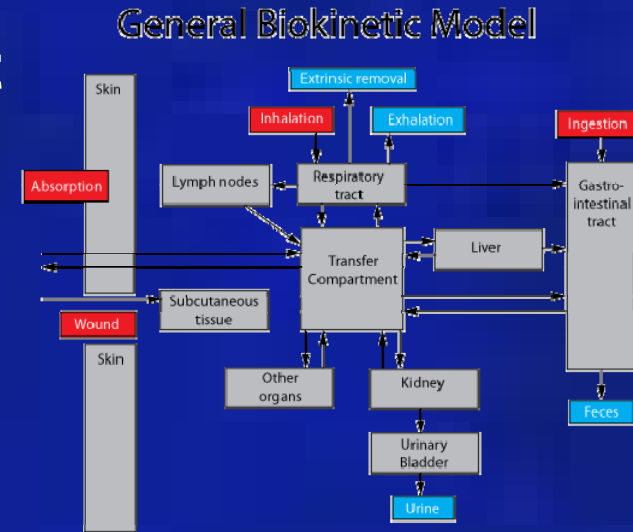 General Biokinetic Model
Skin
Extrinsic removal
Inhalation
Exhalation
Ingestion
Absorption
Lymph nodes
Respiratory
tract
Gastro-
intestinal
tract
Transfer
Compartment
Liver
Subcutaneous
tissue
Wound
Skin
Other
organs
Kidney
Feces
Urinary
Bladder
Urine